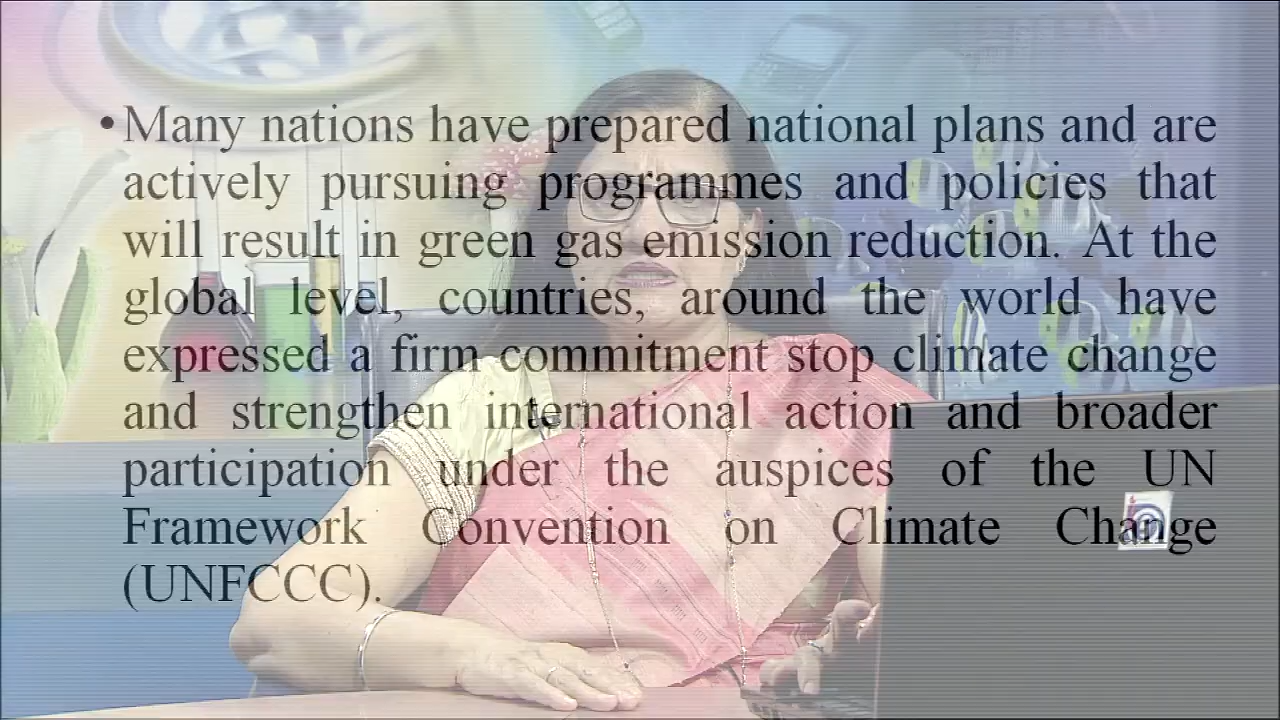 •Many nations have prepared national plans and are
actively pursuing programmes and policies that
will result in green gas emission reduction. At the
global level, countries, around the world have
expressed a firm commitment stop climate change
and strengthen international action and broader
participation under the auspices of the UN
Framework Convention on Climate Change
(UNFCCC).